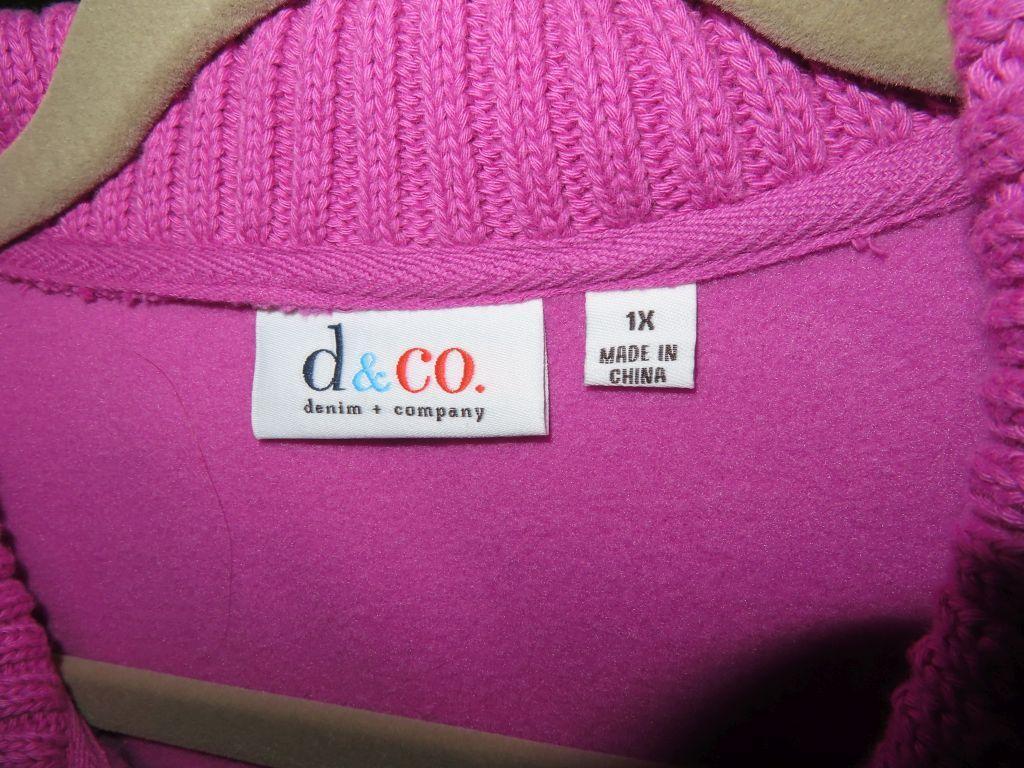 d&co.
denim + company
1X
MADE IN
CHINA